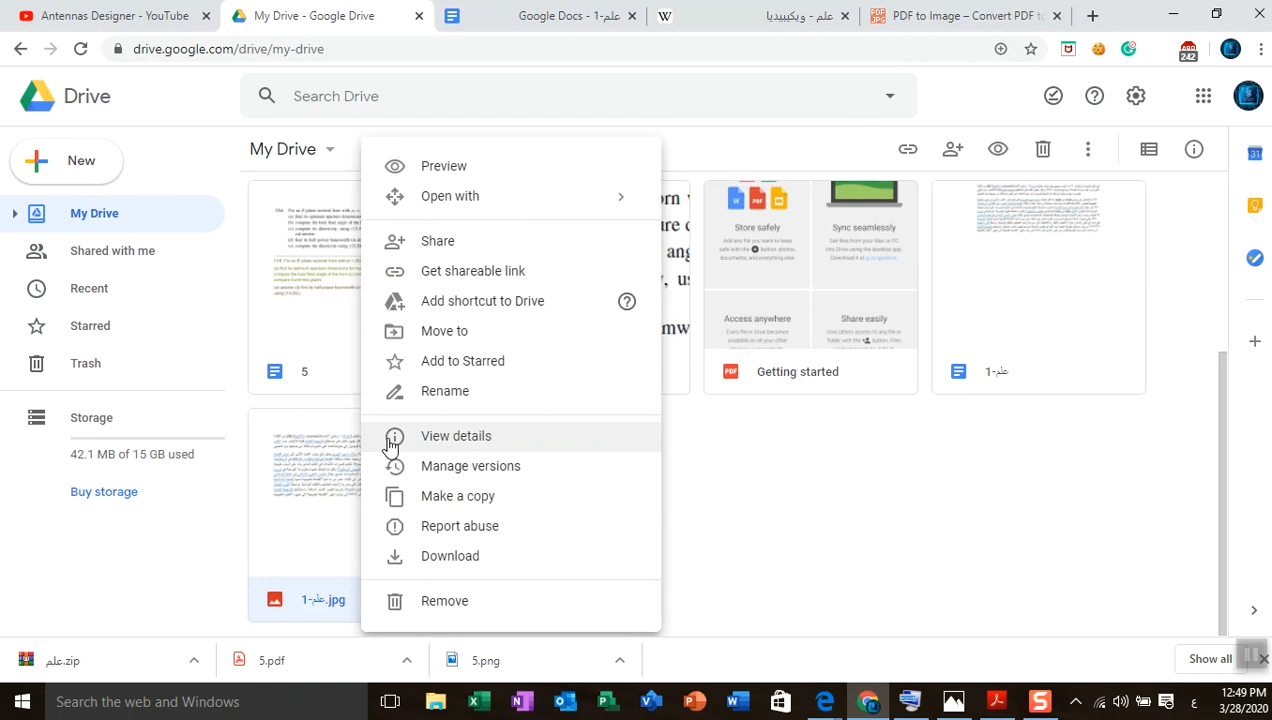 Antennas Designer - YouTube
My Drive - Google Drive
علم-1 - Google Docs
علم - ويكيبيديا
PDF to Image – Convert PDF to
drive.google.com/drive/my-drive
242
Drive
Search Drive
New
My Drive
My Drive
Shared with me
Recent
Starred
Trash
Storage
42.1 MB of 15 GB used
Buy storage
Preview
Open with
Share
Get shareable link
Add shortcut to Drive
Move to
Add to Starred
Rename
View details
Manage versions
Make a copy
Report abuse
Download
Remove
Store safely
Sync seamlessly
Access anywhere
Share easily
5
Getting started
علم-1
علم-1.jpg
31
علم.zip
5.pdf
5.png
Show all
Search the web and Windows
ع
12:49 PM
3/28/2020